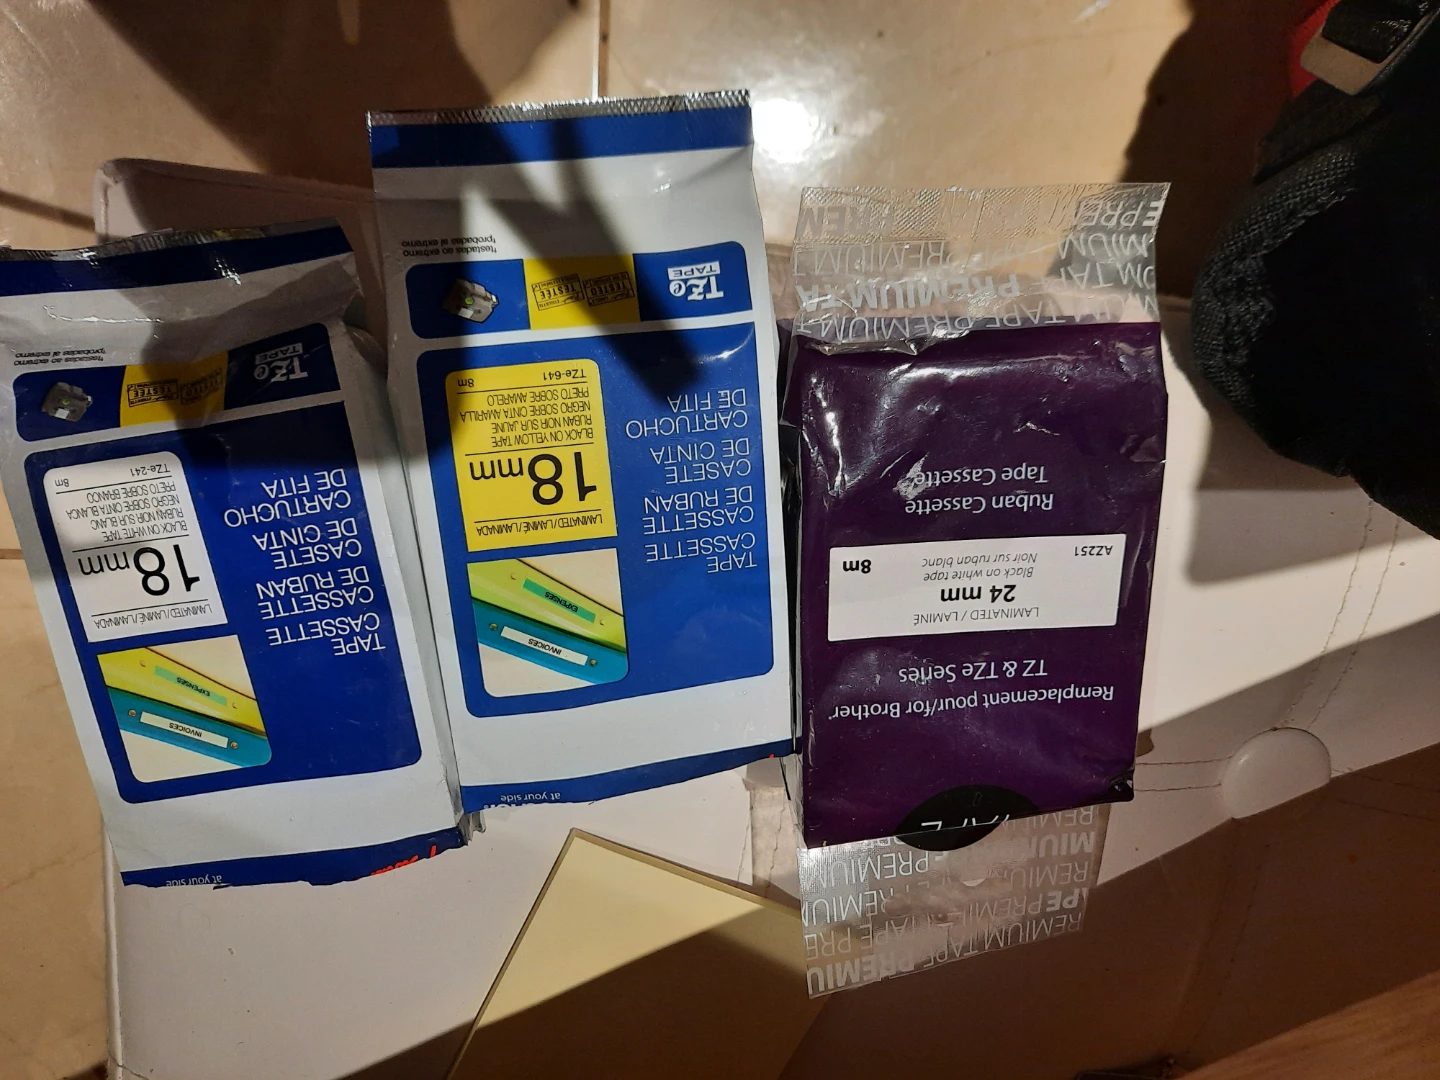 TAPE
CASSETTE
CASSETTE
DE RUBAN
CASETE
DE CINTA
CARTUCHO
DE FITA
INVOICES
EXPENSES
LAMINATED/LAMINÉ/LAMINADA
18mm
BLACK ON WHITE TAPE
RUBAN NOIR SUR BLANC
NEGRO SOBRE CINTA BLANCA
PRETO SOBRE BRANCO
TZe-241
8m
TZe
TAPE
TESTÉE
*testadas ao extremo
*probadas al extremo
at your side
TAPE
CASSETTE
CASSETTE
DE RUBAN
CASETE
DE CINTA
CARTUCHO
DE FITA
INVOICES
EXPENSES
LAMINATED/LAMINÉ/LAMINADA
18mm
BLACK ON YELLOW TAPE
RUBAN NOIR SUR JAUNE
NEGRO SOBRE CINTA AMARILLA
PRETO SOBRE AMARELO
TZe-641
8m
TZe
TAPE
TESTED
TESTÉE
*testadas ao extremo
*probadas al extremo
at your side
Remplacement pour/for Brother
TZ & TZe Series
LAMINATED / LAMINÉ
24 mm
Black on white tape
Noir sur ruban blanc
AZ251
8m
Ruban Cassette
Tape Cassette
PREMIUM TAPE